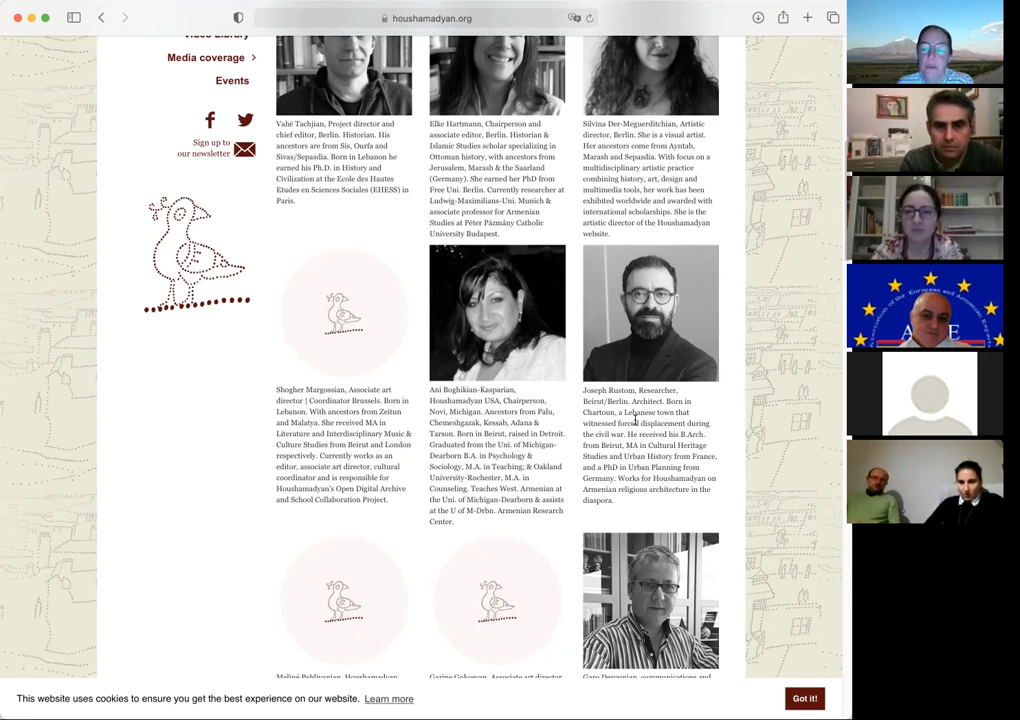 houshamadyan.org
Video Library
Media coverage
Events
Sign up to
our newsletter
Vahé Tachjian, Project director and
chief editor, Berlin. Historian. His
ancestors are from Sis, Ourfa and
Sivas/Sepasdia. Born in Lebanon he
earned his Ph.D. in History and
Civilization at the Ecole des Hautes
Etudes en Sciences Sociales (EHESS) in
Paris.
Elke Hartmann, Chairperson and
associate editor, Berlin. Historian &
Islamic Studies scholar specializing in
Ottoman history, with ancestors from
Jerusalem, Marash & the Saarland
(Germany). She earned her PhD from
Free Uni. Berlin. Currently researcher at
Ludwig-Maximilians-Uni. Munich &
associate professor for Armenian
Studies at Péter Pázmány Catholic
University Budapest.
Silvina Der-Meguerditchian, Artistic
director, Berlin. She is a visual artist.
Her ancestors come from Ayntab,
Marash and Sepasdia. With focus on a
multidisciplinary artistic practice
combining history, art, design and
multimedia tools, her work has been
exhibited worldwide and awarded with
international scholarships. She is the
artistic director of the Houshamadyan
website.
Shogher Margossian, Associate art
director | Coordinator Brussels. Born in
Lebanon. With ancestors from Zeitun
and Malatya. She received MA in
Literature and Interdisciplinary Music &
Culture Studies from Beirut and London
respectively. Currently works as an
editor, associate art director, cultural
coordinator and is responsible for
Houshamadyan's Open Digital Archive
and School Collaboration Project.
Ani Boghikian-Kasparian,
Houshamadyan USA, Chairperson,
Novi, Michigan. Ancestors from Palu,
Chemeshgazak, Kessab, Adana &
Tarson. Born in Beirut, raised in Detroit.
Graduated from the Uni. of Michigan-
Dearborn B.A. in Psychology &
Sociology, M.A. in Teaching; & Oakland
University-Rochester, M.A. in
Counseling. Teaches West. Armenian at
the Uni. of Michigan-Dearborn & assists
at the U of M-Drbn. Armenian Research
Center.
Joseph Rustom, Researcher,
Beirut/Berlin. Architect. Born in
Chartoun, a Lebanese town that
witnessed forced displacement during
the civil war. He received his B.Arch.
from Beirut, MA in Cultural Heritage
Studies and Urban History from France,
and a PhD in Urban Planning from
Germany. Works for Houshamadyan on
Armenian religious architecture in the
diaspora.
Meliné Pehlivanian, Houshamadyan
Garine Gokceyan, Associate art director
communications and
This website uses cookies to ensure you get the best experience on our website. Learn more
Got it!
Association of the European and Armenian Experts